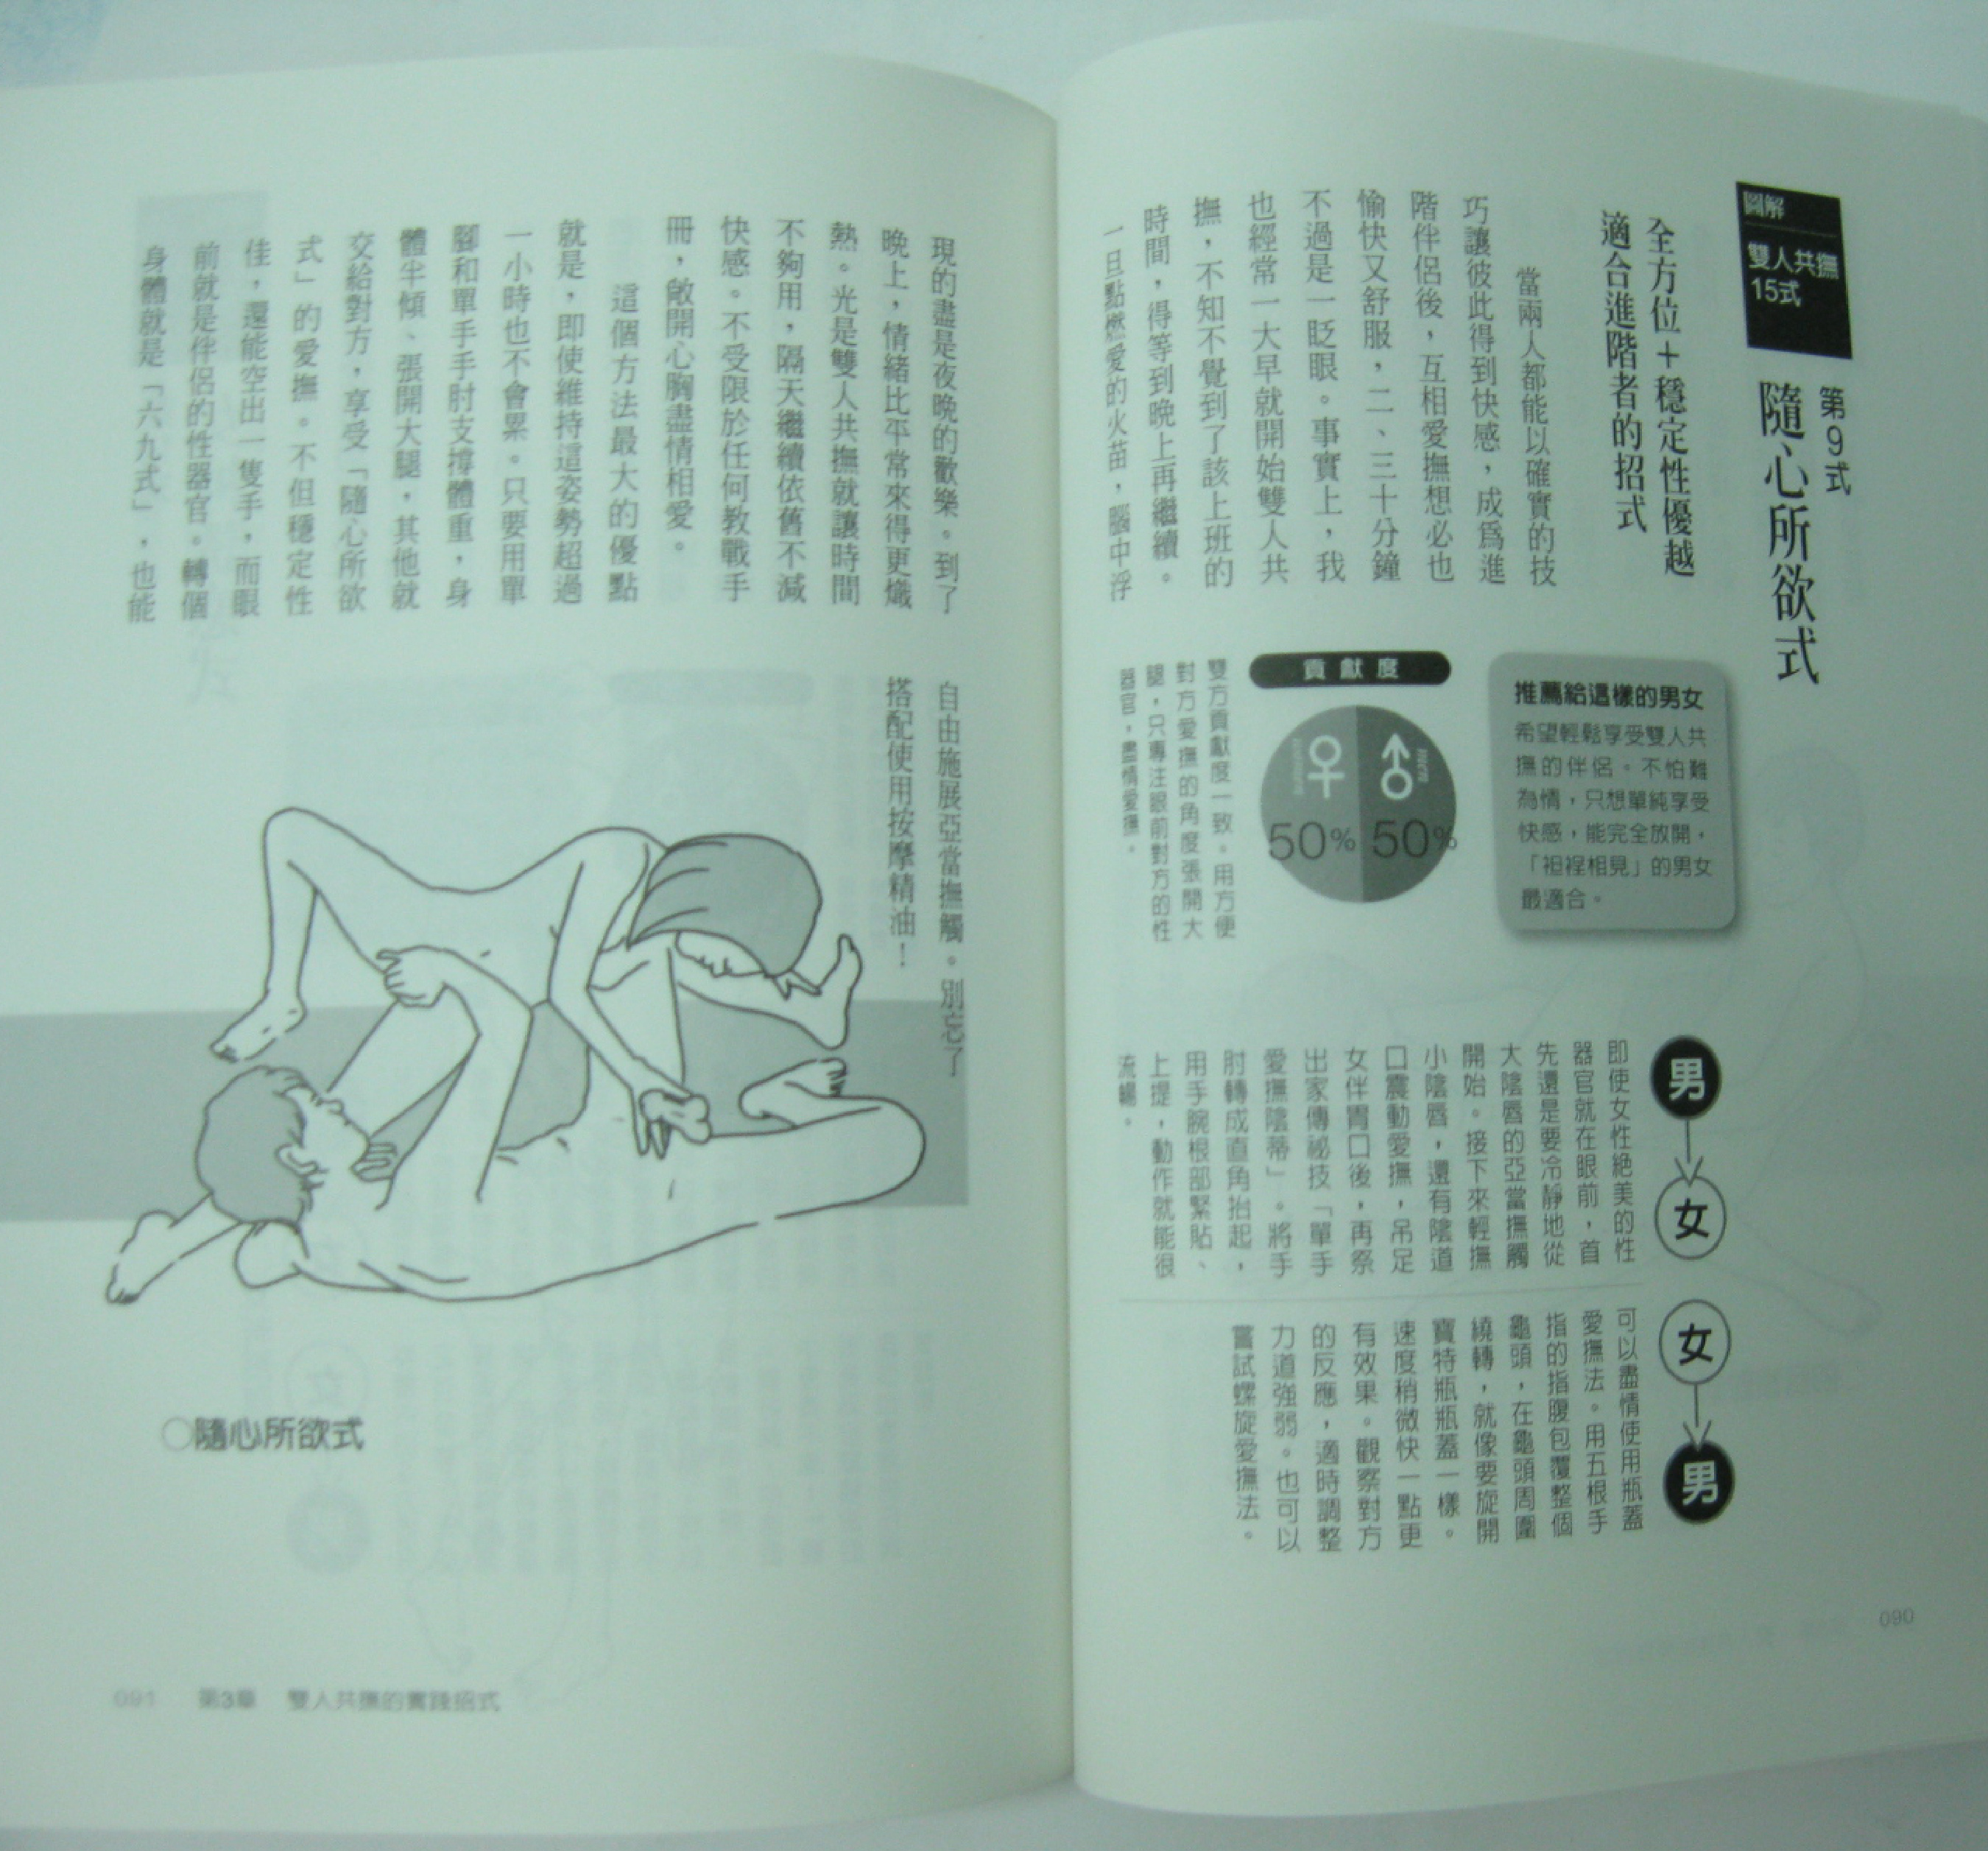 圖解
雙人共撫
15式
第9式
隨心所欲式
全方位＋穩定性優越
適合進階者的招式
當兩人都能以確實的技
巧讓彼此得到快感，成為進
階伴侶後，互相愛撫想必也
愉快又舒服，二、三十分鐘
不過是一眨眼。事實上，我
也經常一大早就開始雙人共
撫，不知不覺到了該上班的
時間，得等到晚上再繼續。
一旦點燃愛的火苗，腦中浮
推薦給這樣的男女
希望輕鬆享受雙人共
撫的伴侶。不怕難
為情，只想單純享受
快感，能完全放開，
「袒裎相見」的男女
最適合。
貢獻度
50%
50%
雙方貢獻度一致。用方便
對方愛撫的角度張開大
腿，只專注眼前對方的性
器官，盡情愛撫。
男
女
即使女性絕美的性
器官就在眼前，首
先還是要冷靜地從
大陰唇的亞當撫觸
開始。接下來輕撫
小陰唇，還有陰道
口震動愛撫，吊足
女伴胃口後，再祭
出家傳祕技「單手
愛撫陰蒂」。將手
肘轉成直角抬起，
用手腕根部緊貼、
上提，動作就能很
流暢。
女
男
可以盡情使用瓶蓋
愛撫法。用五根手
指的指腹包覆整個
龜頭，在龜頭周圍
繞轉，就像要旋開
寶特瓶瓶蓋一樣。
速度稍微快一點更
有效果。觀察對方
的反應，適時調整
力道強弱。也可以
嘗試螺旋愛撫法。
090
現的盡是夜晚的歡樂。到了
晚上，情緒比平常來得更熾
熱。光是雙人共撫就讓時間
不夠用，隔天繼續依舊不減
快感。不受限於任何教戰手
冊，敞開心胸盡情相愛。
這個方法最大的優點
就是，即使維持這姿勢超過
一小時也不會累。只要用單
腳和單手手肘支撐體重，身
體半傾、張開大腿，其他就
交給對方，享受「隨心所欲
式」的愛撫。不但穩定性
佳，還能空出一隻手，而眼
前就是伴侶的性器官。轉個
身體就是「六九式」，也能
自由施展亞當撫觸。別忘了
搭配使用按摩精油！
○隨心所欲式
091 第3章 雙人共撫的實踐招式